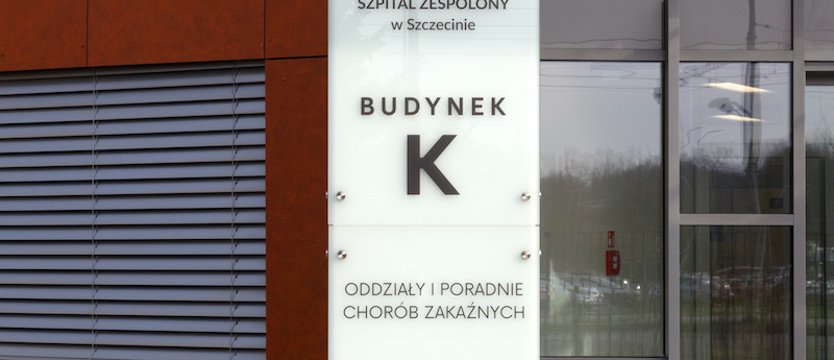 SZPITAL ZESPOLONY
w Szczecinie
BUDYNEK
K
ODDZIAŁY I PORADNIE
CHORÓB ZAKAŹNYCH